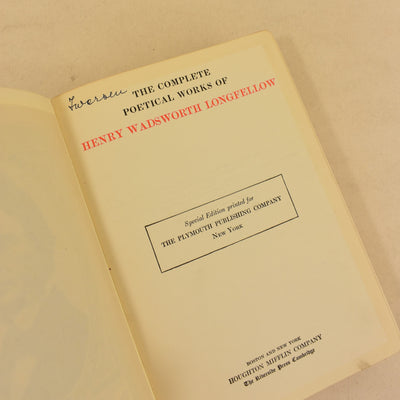 Iversen
THE COMPLETE
POETICAL WORKS OF
HENRY WADSWORTH LONGFELLOW
Special Edition printed for
THE PLYMOUTH PUBLISHING COMPANY
NEW YORK
BOSTON AND NEW YORK
HOUGHTON MIFFLIN COMPANY
The Riverside Press Cambridge